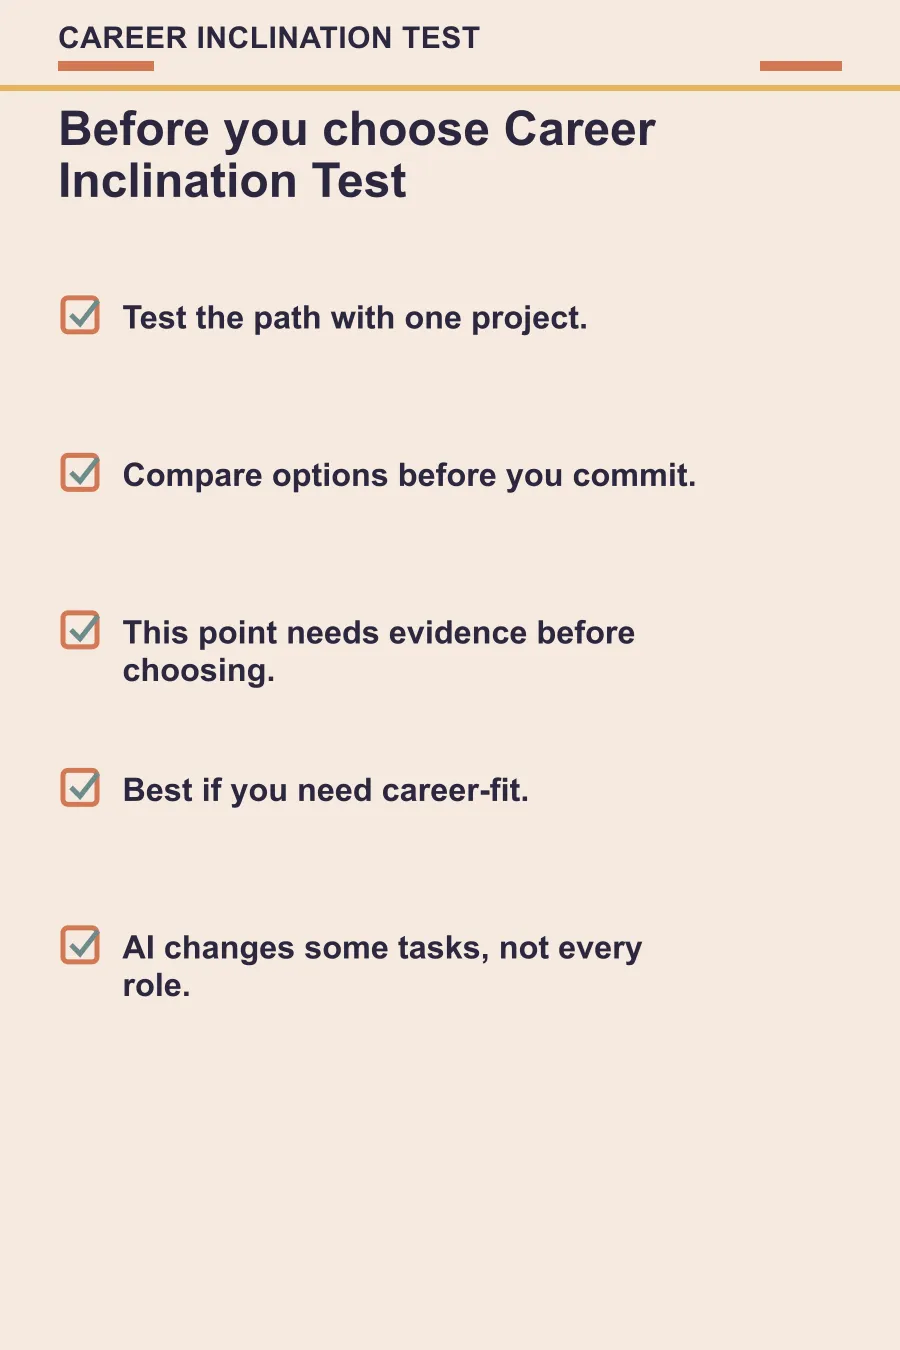 CAREER INCLINATION TEST
Before you choose Career
Inclination Test
Test the path with one project.
Compare options before you commit.
This point needs evidence before
choosing.
Best if you need career-fit.
AI changes some tasks, not every
role.